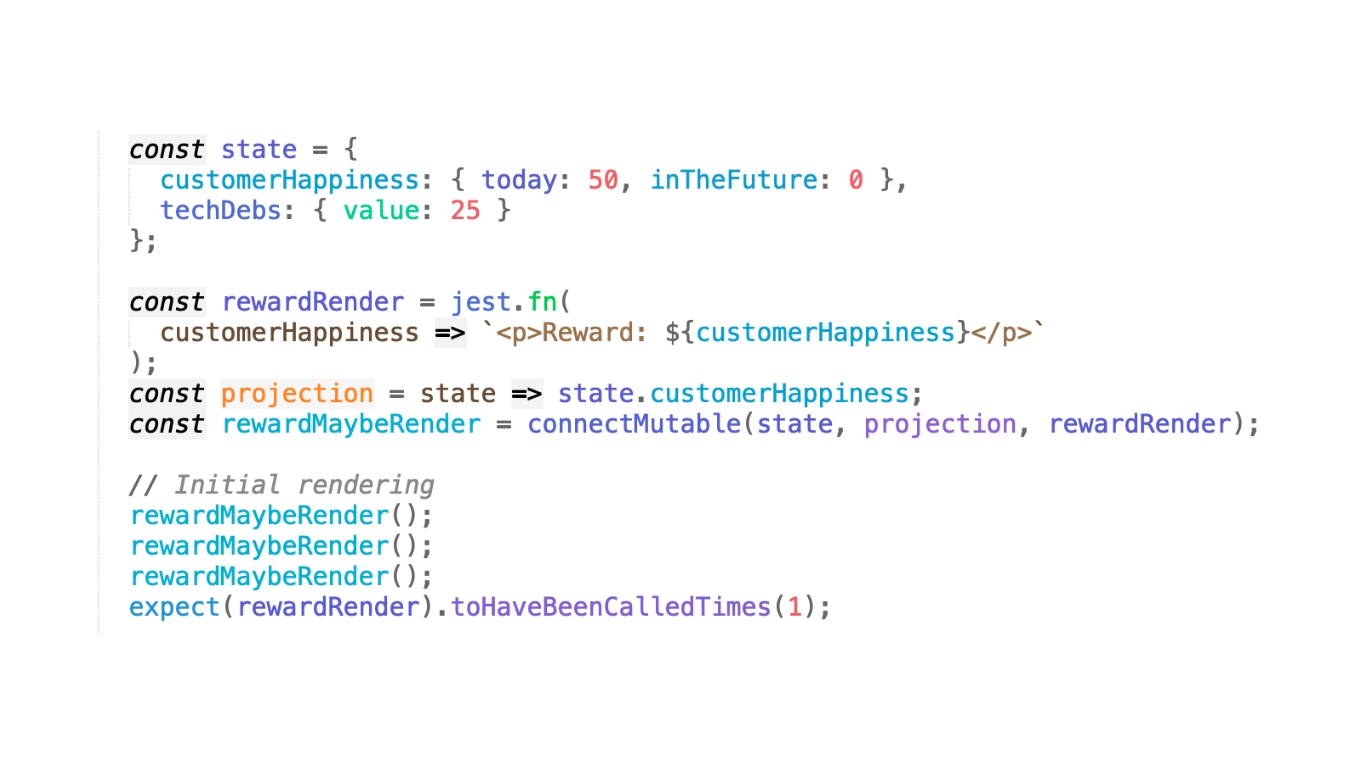 const state = {
  customerHappiness: { today: 50, inTheFuture: 0 },
  techDebs: { value: 25 }
};

const rewardRender = jest.fn(
  customerHappiness => `<p>Reward: ${customerHappiness}</p>`
);
const projection = state => state.customerHappiness;
const rewardMaybeRender = connectMutable(state, projection, rewardRender);

// Initial rendering
rewardMaybeRender();
rewardMaybeRender();
rewardMaybeRender();
expect(rewardRender).toHaveBeenCalledTimes(1);